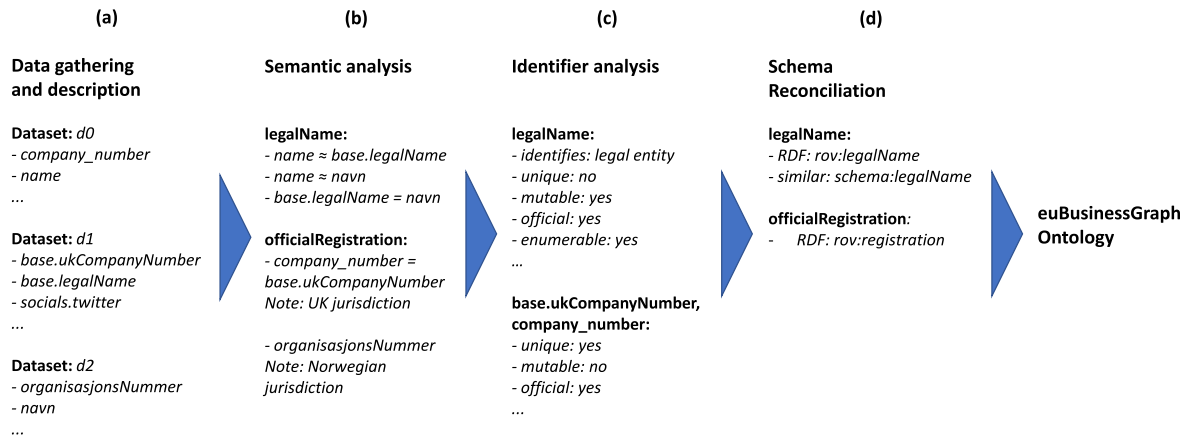 (a)
Data gathering
and description
Dataset: d0
- company_number
- name
...
Dataset: d1
- base.ukCompanyNumber
- base.legalName
- socials.twitter
...
Dataset: d2
- organisasjonsNummer
- navn
...
(b)
Semantic analysis
legalName:
- name ≈ base.legalName
- name ≈ navn
- base.legalName = navn
officialRegistration:
- company_number =
base.ukCompanyNumber
Note: UK jurisdiction
- organisasjonsNummer
Note: Norwegian
jurisdiction
(c)
Identifier analysis
legalName:
- identifies: legal entity
- unique: no
- mutable: yes
- official: yes
- enumerable: yes
...
base.ukCompanyNumber,
company_number:
- unique: yes
- mutable: no
- official: yes
...
(d)
Schema
Reconciliation
legalName:
- RDF: rov:legalName
- similar: schema:legalName
officialRegistration:
- RDF: rov:registration
euBusinessGraph
Ontology